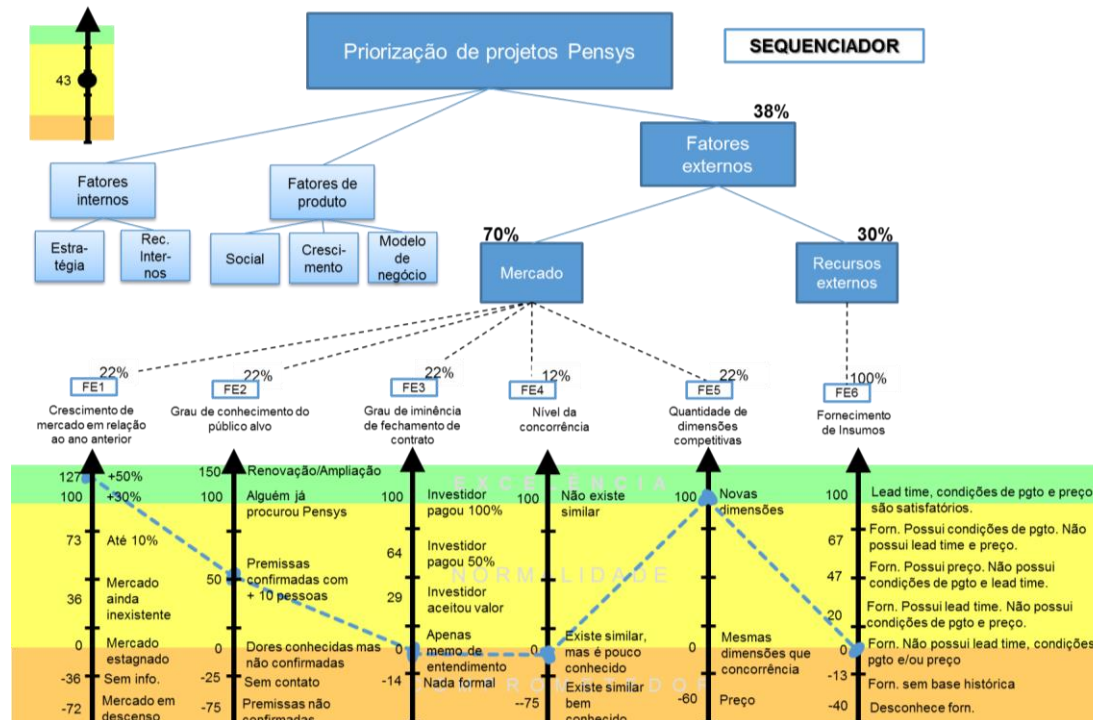 43
Priorização de projetos Pensys
SEQUENCIADOR
38%
Fatores
externos
Fatores
internos
Fatores de
produto
Estra-
tégia
Rec.
Inter-
nos
Social
Cresci-
mento
Modelo
de
negócio
70%
Mercado
30%
Recursos
externos
22%
FE1
Crescimento de
mercado em relação
ao ano anterior
22%
FE2
Grau de conhecimento do
público alvo
22%
FE3
Grau de iminência
de fechamento de
contrato
12%
FE4
Nível da
concorrência
22%
FE5
Quantidade de
dimensões
competitivas
100%
FE6
Fornecimento
de Insumos
EXCELÊNCIA
NORMALIDADE
COMPROMETEDOR
127 +50%
100 +30%
73 Até 10%
36 Mercado
ainda
inexistente
0 Mercado
estagnado
-36 Sem info.
-72 Mercado em
descenso
150 Renovação/Ampliação
100 Alguém já
procurou Pensys
50 Premissas
confirmadas com
+ 10 pessoas
0 Dores conhecidas mas
não confirmadas
-25 Sem contato
-75 Premissas não
confirmadas
100 Investidor
pagou 100%
64 Investidor
pagou 50%
29 Investidor
aceitou valor
0 Apenas
memo de
entendimento
-14 Nada formal
100 Não existe
similar
0 Existe similar,
mas é pouco
conhecido
--75 Existe similar
bem
conhecido
100 Novas
dimensões
0 Mesmas
dimensões que
concorrência
-60 Preço
100 Lead time, condições de pgto e preço
são satisfatórios.
67 Forn. Possui condições de pgto. Não
possui lead time e preço.
47 Forn. Possui preço. Não possui
condições de pgto e lead time.
20 Forn. Possui lead time. Não possui
condições de pgto e preço.
0 Forn. Não possui lead time, condições
pgto e/ou preço
-13 Forn. sem base histórica
-40 Desconhece forn.